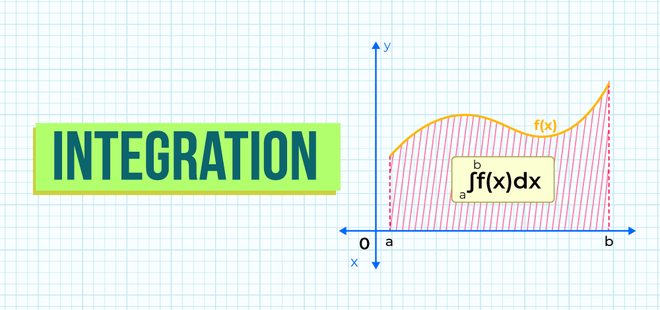 INTEGRATION
y
f(x)
b
∫f(x)dx
a
0 a b
x